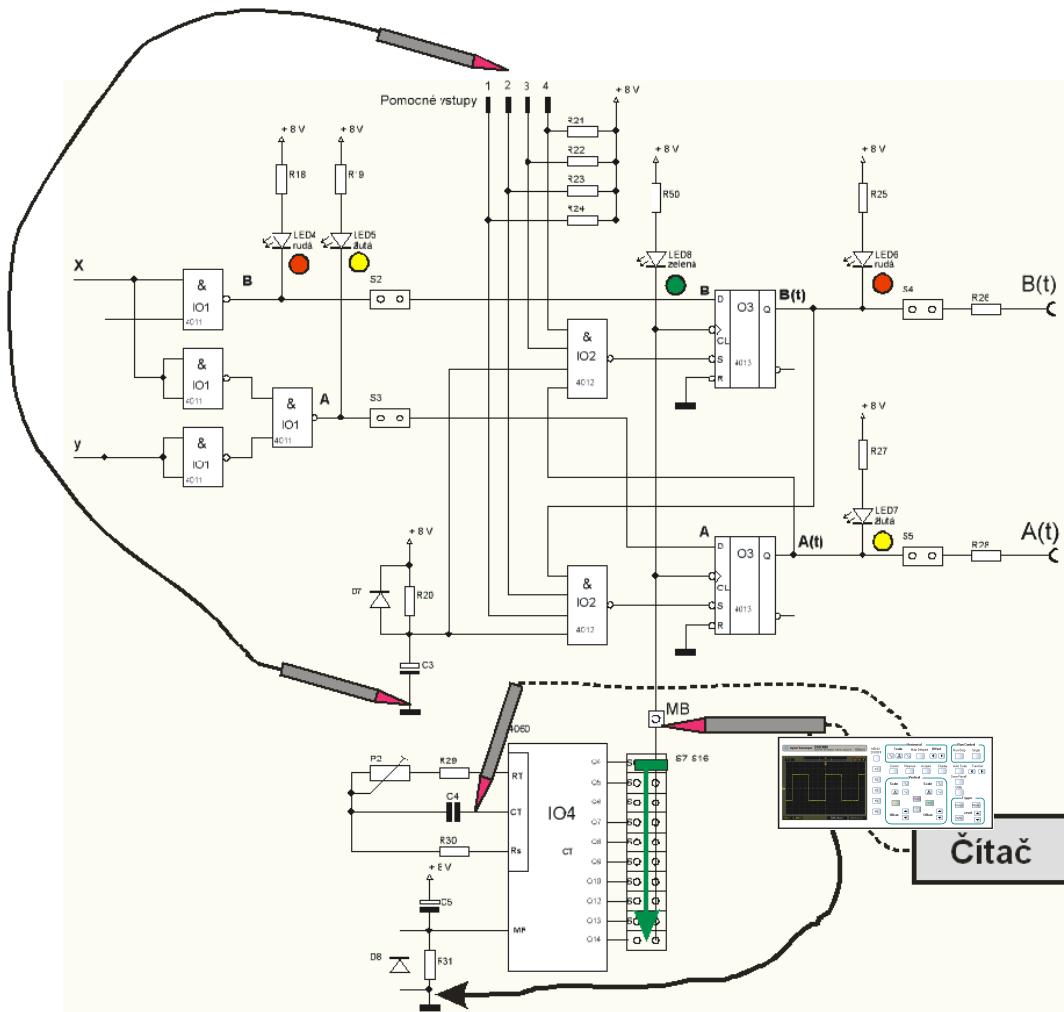 1 2 3 4
Pomocné vstupy
+ 8 V
R21
R22
R23
R24
+ 8 V
R18
+ 8 V
R19
LED4
rudá
LED5
žlutá
+ 8 V
R50
LED8
zelena
+ 8 V
R25
LED6
rudá
X
&
IO1
4011
B
S2
B
D
CL
S
R
O3
4013
Q
B(t)
S4
R26
B(t)
&
IO2
4012
&
IO1
&
IO1
4011
A
S3
y
&
IO1
4011
+ 8 V
R27
LED7
žlutá
A
D
CL
S
R
O3
4013
Q
A(t)
S5
R28
A(t)
+ 8 V
D7
R20
C3
&
IO2
4012
MB
4060
P2
R29
C4
R30
RT
CT
Rs
IO4
CT
MR
S7 S16
Q4
Q5
Q6
Q7
Q8
Q9
Q10
Q12
Q13
Q14
+ 8 V
C5
D8
R31
Čítač